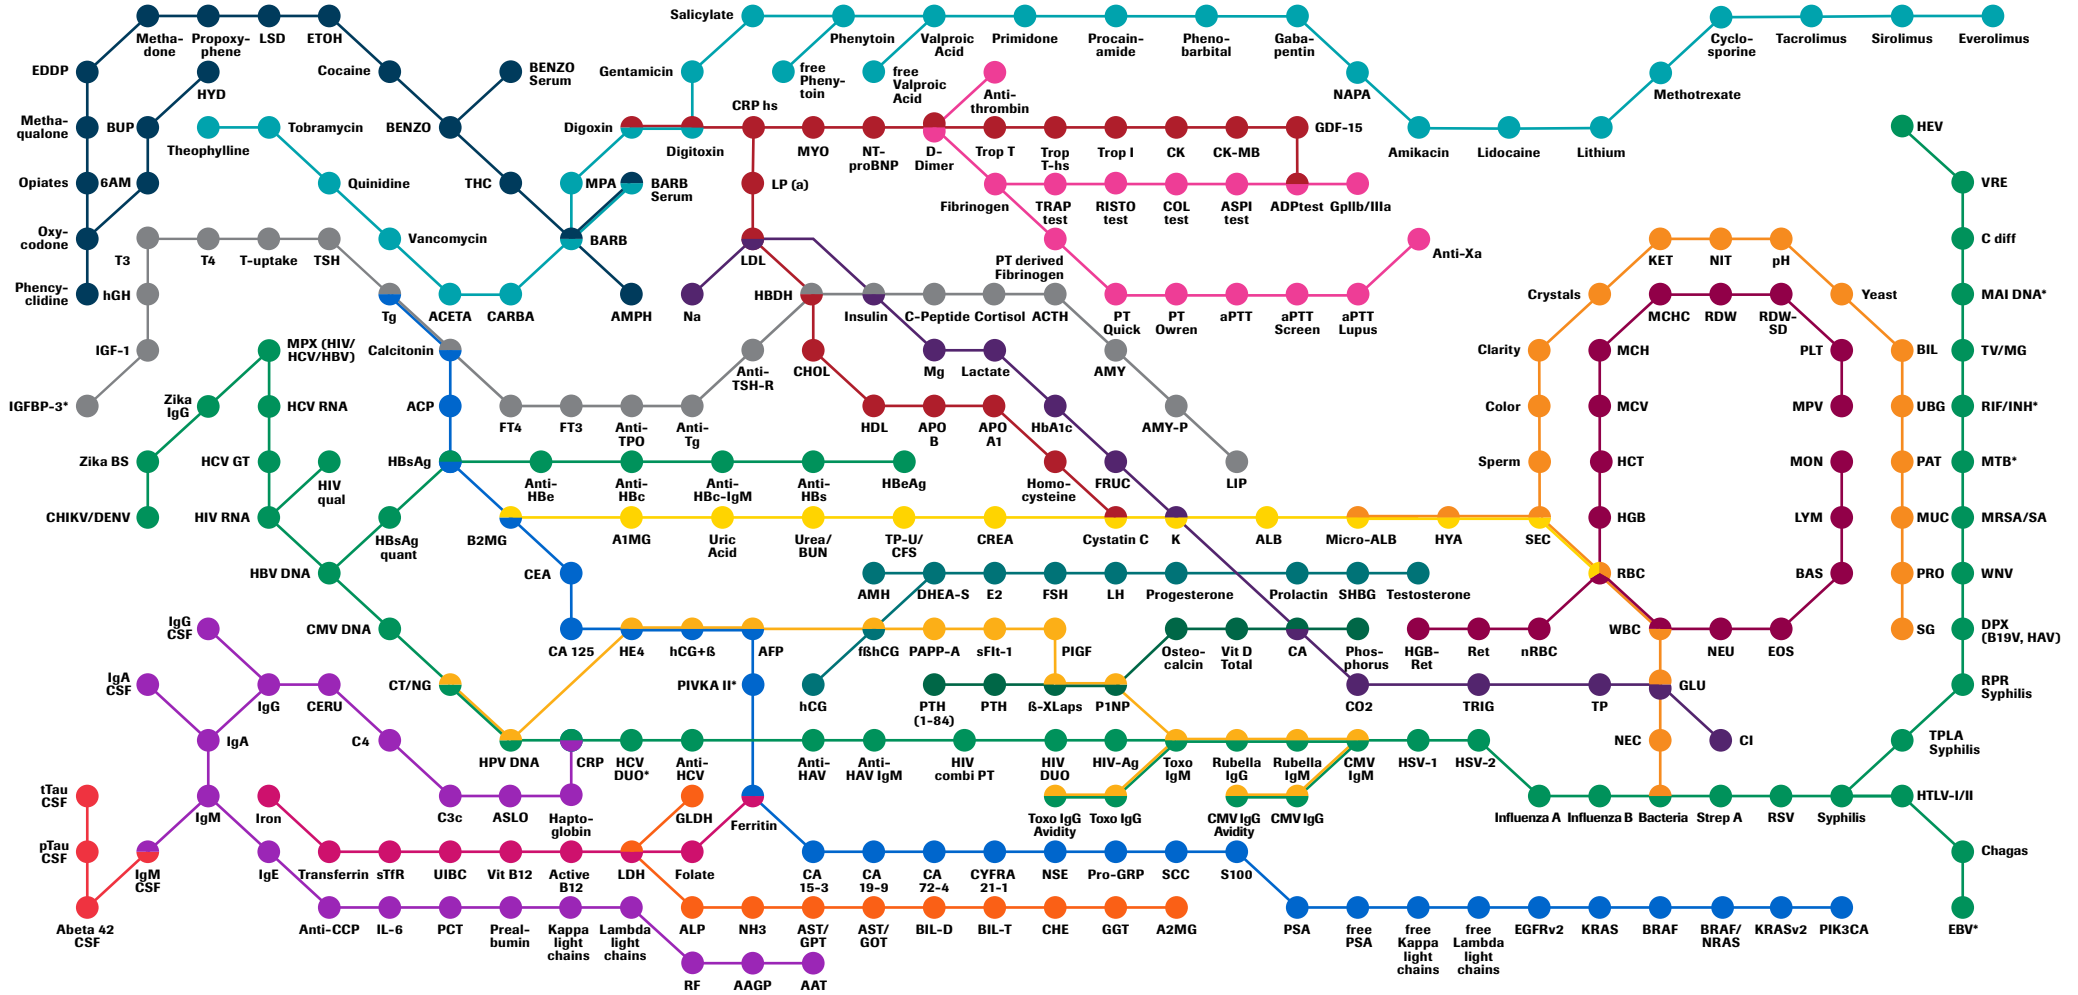 Metha-
done
Propoxy-
phene
LSD
ETOH
Salicylate
Phenytoin
Valproic
Acid
Primidone
Procain-
amide
Pheno-
barbital
Gaba-
pentin
Cyclo-
sporine
Tacrolimus
Sirolimus
Everolimus
EDDP
HYD
Cocaine
BENZO
Serum
Gentamicin
free
Pheny-
toin
free
Valproic
Acid
Anti-
thrombin
NAPA
Methotrexate
CRP hs
Metha-
qualone
BUP
Theophylline
Tobramycin
BENZO
Digoxin
Digitoxin
MYO
NT-
proBNP
D-
Dimer
Trop T
Trop
T-hs
Trop I
CK
CK-MB
GDF-15
Amikacin
Lidocaine
Lithium
HEV
Opiates
6AM
Quinidine
THC
MPA
BARB
Serum
LP (a)
Fibrinogen
TRAP
test
RISTO
test
COL
test
ASPI
test
ADPtest
GpIIb/IIIa
VRE
Oxy-
codone
T3
T4
T-uptake
TSH
Vancomycin
BARB
LDL
PT derived
Fibrinogen
Anti-Xa
KET
NIT
pH
C diff
Phency-
clidine
hGH
Tg
ACETA
CARBA
AMPH
Na
HBDH
Insulin
C-Peptide
Cortisol
ACTH
PT
Quick
PT
Owren
aPTT
aPTT
Screen
aPTT
Lupus
Crystals
MCHC
RDW
RDW-
SD
Yeast
MAI DNA*
IGF-1
MPX (HIV/
HCV/HBV)
Calcitonin
Anti-
TSH-R
CHOL
Mg
Lactate
AMY
Clarity
MCH
PLT
BIL
TV/MG
IGFBP-3*
Zika
IgG
HCV RNA
ACP
FT4
FT3
Anti-
TPO
Anti-
Tg
HDL
APO
B
APO
A1
HbA1c
AMY-P
Color
MCV
MPV
UBG
RIF/INH*
Zika BS
HCV GT
HIV
qual
HBsAg
Anti-
HBe
Anti-
HBc
Anti-
HBc-IgM
Anti-
HBs
HBeAg
Homo-
cysteine
FRUC
LIP
Sperm
HCT
MON
PAT
MTB*
CHIKV/DENV
HIV RNA
HBsAg
quant
B2MG
A1MG
Uric
Acid
Urea/
BUN
TP-U/
CFS
CREA
Cystatin C
K
ALB
Micro-ALB
HYA
SEC
HGB
LYM
MUC
MRSA/SA
HBV DNA
CEA
AMH
DHEA-S
E2
FSH
LH
Progesterone
Prolactin
SHBG
Testosterone
RBC
BAS
PRO
WNV
IgG
CSF
CMV DNA
CA 125
HE4
hCG+ß
AFP
fßhCG
PAPP-A
sFlt-1
PlGF
Osteo-
calcin
Vit D
Total
CA
Phos-
phorus
HGB-
Ret
Ret
nRBC
WBC
NEU
EOS
SG
DPX
(B19V, HAV)
IgA
CSF
IgG
CERU
CT/NG
PIVKA II*
hCG
PTH
(1-84)
PTH
ß-XLaps
P1NP
CO2
TRIG
TP
GLU
RPR
Syphilis
IgA
C4
HPV DNA
CRP
HCV
DUO*
Anti-
HCV
Anti-
HAV
Anti-
HAV IgM
HIV
combi PT
HIV
DUO
HIV-Ag
Toxo
IgM
Rubella
IgG
Rubella
IgM
CMV
IgM
HSV-1
HSV-2
NEC
CI
TPLA
Syphilis
tTau
CSF
IgM
Iron
C3c
ASLO
Hapto-
globin
GLDH
Ferritin
Toxo IgG
Avidity
Toxo IgG
CMV IgG
Avidity
CMV IgG
Influenza A
Influenza B
Bacteria
Strep A
RSV
Syphilis
HTLV-I/II
pTau
CSF
IgM
CSF
IgE
Transferrin
sTfR
UIBC
Vit B12
Active
B12
LDH
Folate
CA
15-3
CA
19-9
CA
72-4
CYFRA
21-1
NSE
Pro-GRP
SCC
S100
Chagas
Abeta 42
CSF
Anti-CCP
IL-6
PCT
Preal-
bumin
Kappa
light
chains
Lambda
light
chains
ALP
NH3
AST/
GPT
AST/
GOT
BIL-D
BIL-T
CHE
GGT
A2MG
PSA
free
PSA
free
Kappa
light
chains
free
Lambda
light
chains
EGFRv2
KRAS
BRAF
BRAF/
NRAS
KRASv2
PIK3CA
EBV*
RF
AAGP
AAT